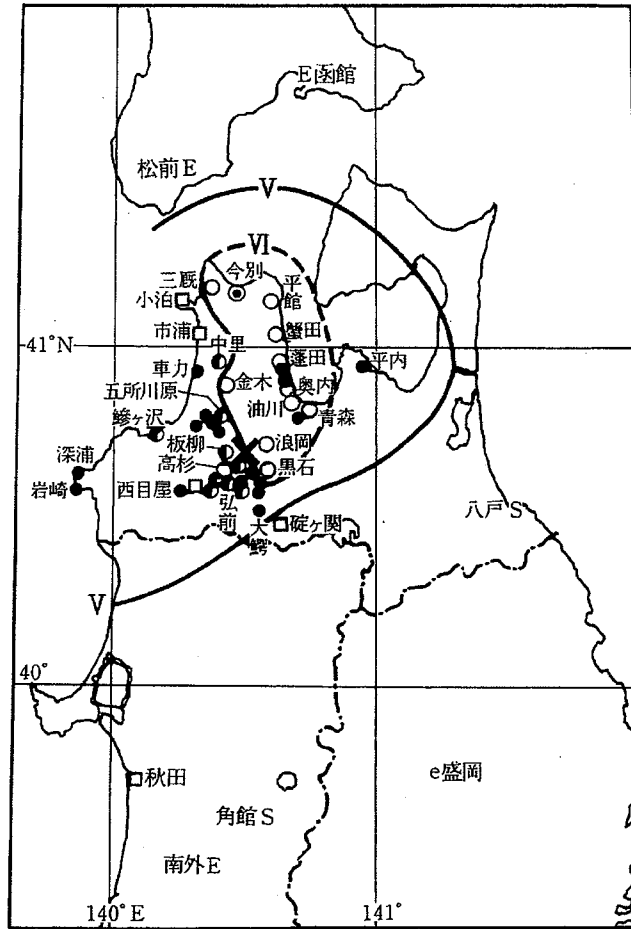 E函館
松前E
V
VI
三厩
今別
平館
小泊
市浦
蟹田
41°N
中里
蓬田
車力
平内
金木
奥内
五所川原
油川
鰺ヶ沢
青森
板柳
浪岡
深浦
高杉
黒石
岩崎
西目屋
弘前
大鰐
碇ヶ関
八戸S
V
40°
秋田
e盛岡
角館S
南外E
140°E
141°